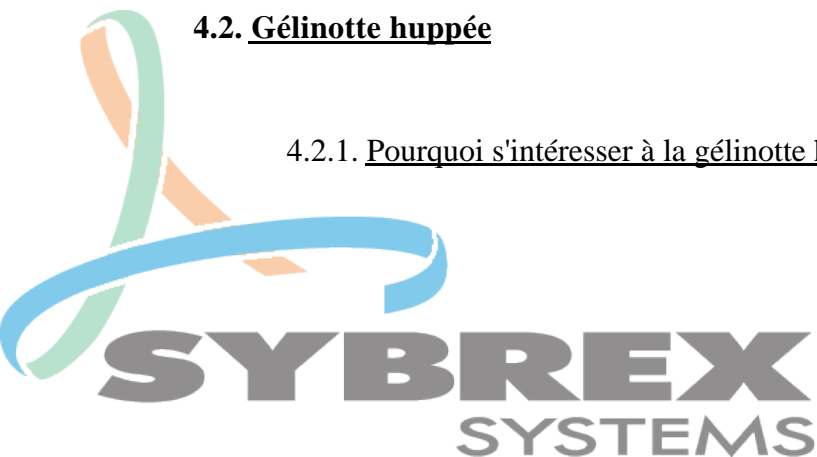 4.2. Gélinotte huppée
4.2.1. Pourquoi s'intéresser à la gélinotte
SYBREX
SYSTEMS